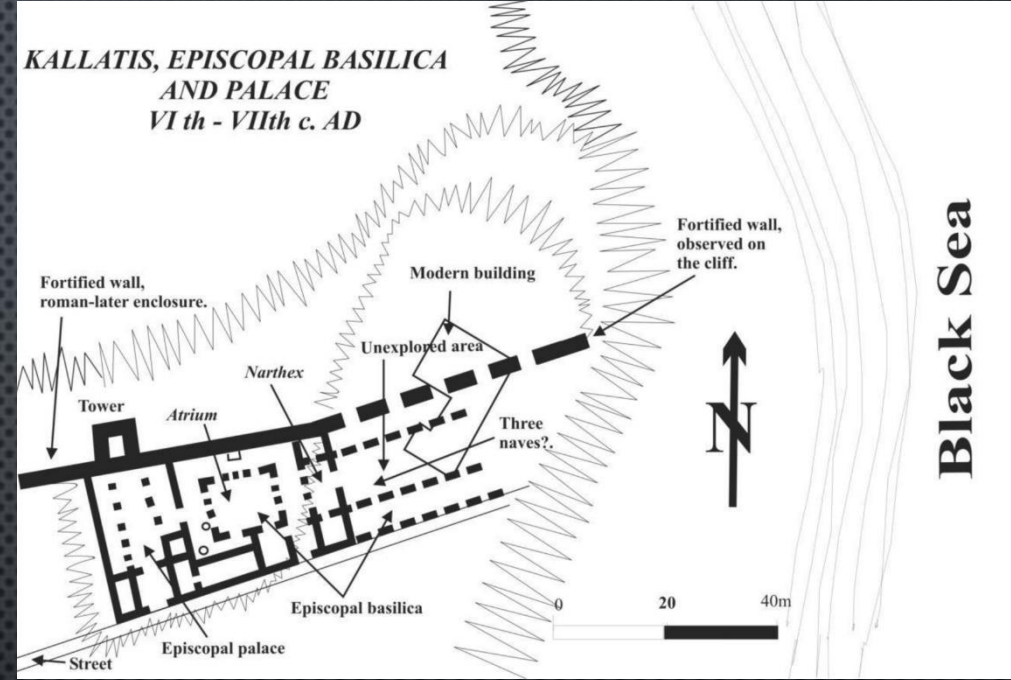 KALLATIS, EPISCOPAL BASILICA
AND PALACE
VI th - VIIth c. AD
Fortified wall,
observed on
the cliff.
Black Sea
Modern building
Fortified wall,
roman-later enclosure.
Unexplored area
Narthex
Tower
Atrium
Three
naves?.
N
Episcopal basilica
0 20 40m
Episcopal palace
Street